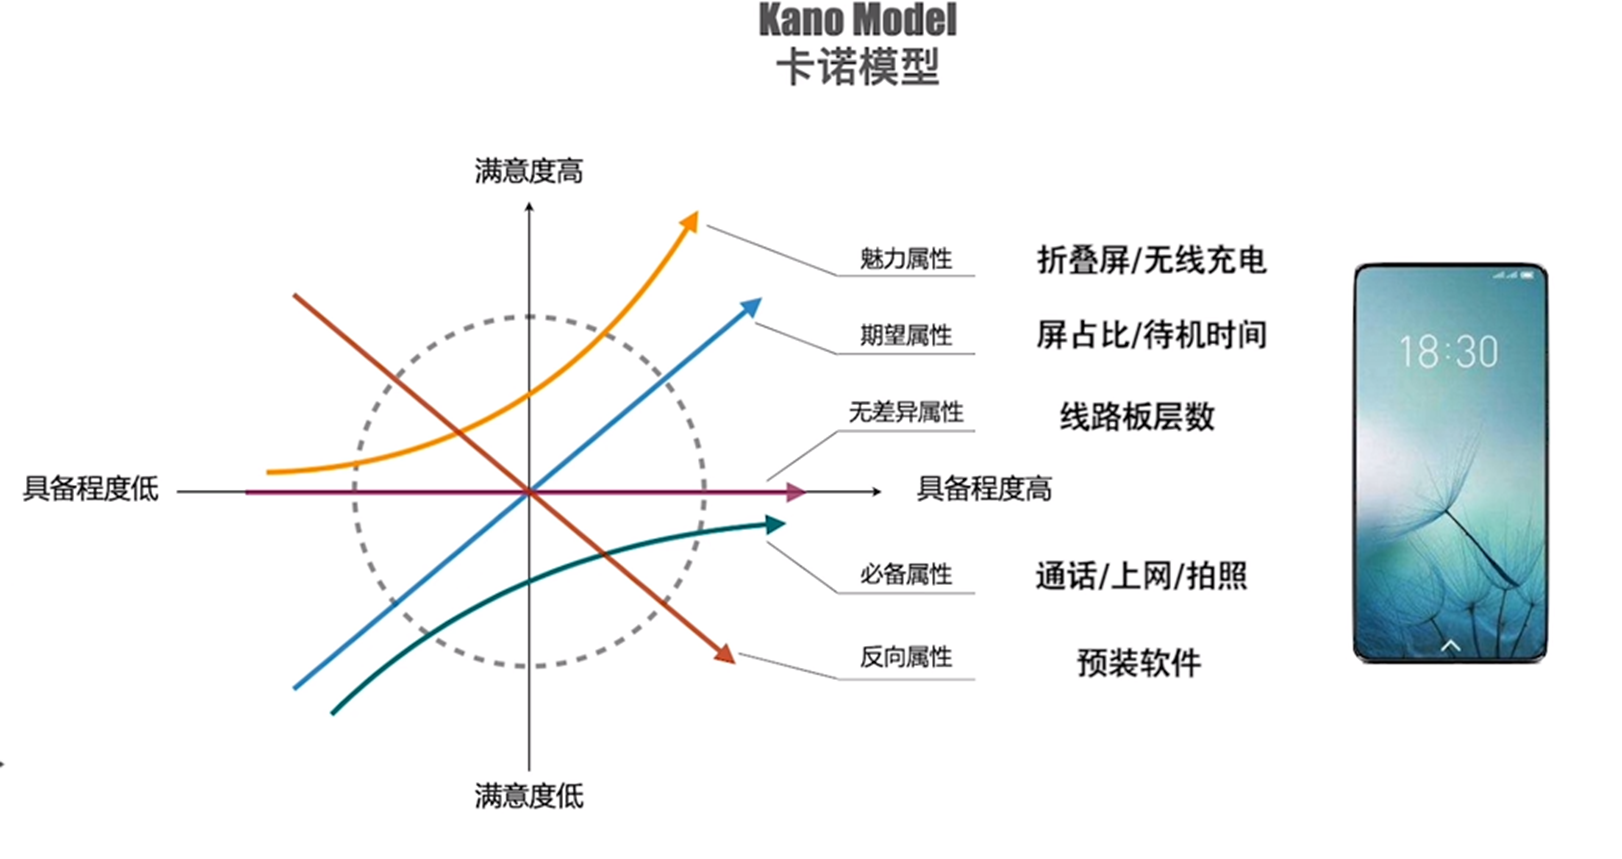 Kano Model
卡诺模型
满意度高
魅力属性 折叠屏/无线充电
期望属性 屏占比/待机时间
18:30
无差异属性 线路板层数
具备程度低
具备程度高
必备属性 通话/上网/拍照
反向属性 预装软件
满意度低